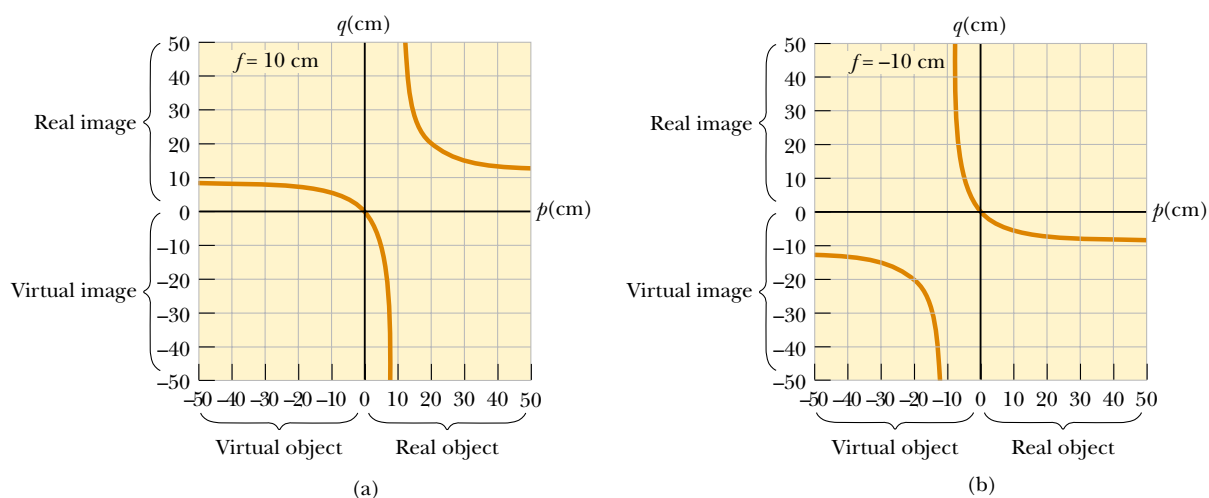 q(cm)
50
f = 10 cm
40
30
Real image
20
10
0
p(cm)
–10
–20
Virtual image
–30
–40
–50
–50 –40 –30 –20 –10 0 10 20 30 40 50
Virtual object Real object
(a)
q(cm)
50
f = –10 cm
40
30
Real image
20
10
0
p(cm)
–10
–20
Virtual image
–30
–40
–50
–50 –40 –30 –20 –10 0 10 20 30 40 50
Virtual object Real object
(b)